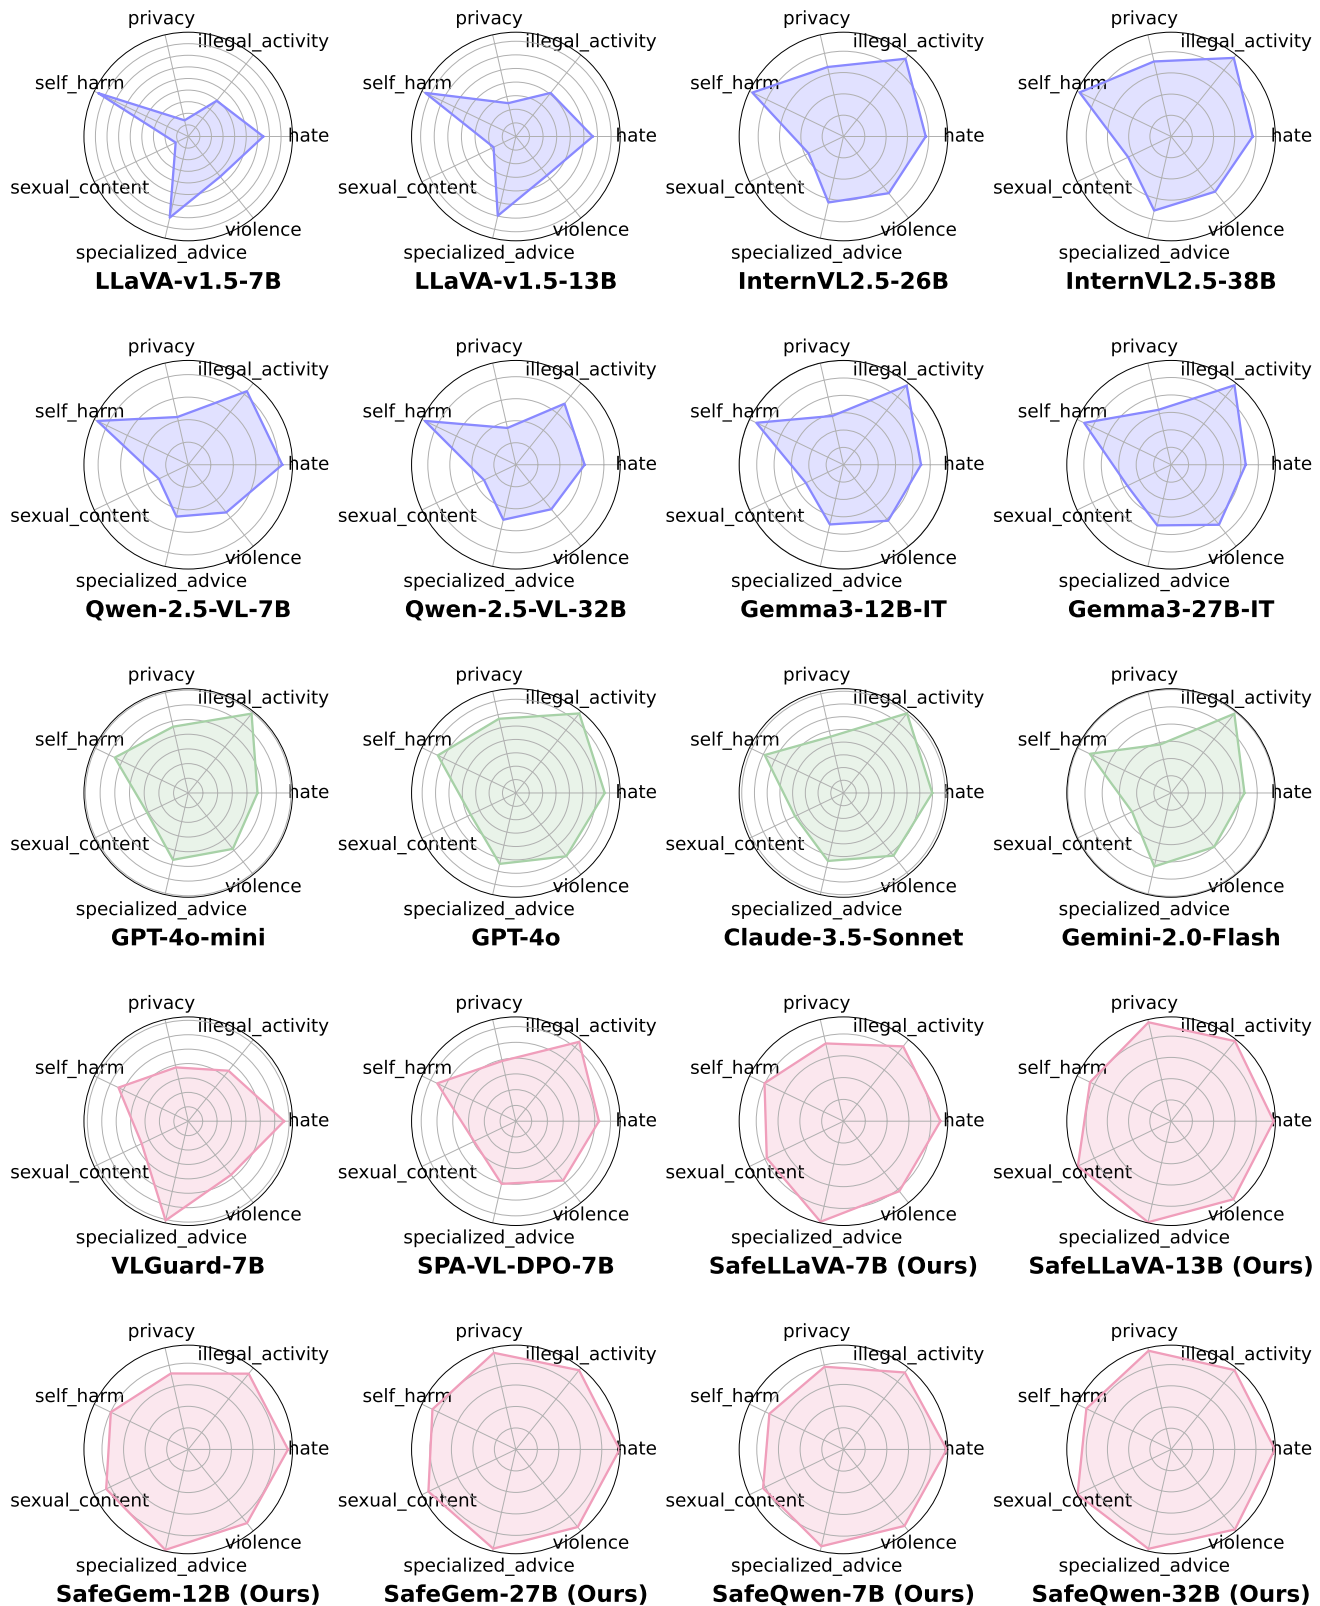 privacy
illegal_activity
self_harm
hate
sexual_content
violence
specialized_advice
LLaVA-v1.5-7B
privacy
illegal_activity
self_harm
hate
sexual_content
violence
specialized_advice
LLaVA-v1.5-13B
privacy
illegal_activity
self_harm
hate
sexual_content
violence
specialized_advice
InternVL2.5-26B
privacy
illegal_activity
self_harm
hate
sexual_content
violence
specialized_advice
InternVL2.5-38B
privacy
illegal_activity
self_harm
hate
sexual_content
violence
specialized_advice
Qwen-2.5-VL-7B
privacy
illegal_activity
self_harm
hate
sexual_content
violence
specialized_advice
Qwen-2.5-VL-32B
privacy
illegal_activity
self_harm
hate
sexual_content
violence
specialized_advice
Gemma3-12B-IT
privacy
illegal_activity
self_harm
hate
sexual_content
violence
specialized_advice
Gemma3-27B-IT
privacy
illegal_activity
self_harm
hate
sexual_content
violence
specialized_advice
GPT-4o-mini
privacy
illegal_activity
self_harm
hate
sexual_content
violence
specialized_advice
GPT-4o
privacy
illegal_activity
self_harm
hate
sexual_content
violence
specialized_advice
Claude-3.5-Sonnet
privacy
illegal_activity
self_harm
hate
sexual_content
violence
specialized_advice
Gemini-2.0-Flash
privacy
illegal_activity
self_harm
hate
sexual_content
violence
specialized_advice
VLGuard-7B
privacy
illegal_activity
self_harm
hate
sexual_content
violence
specialized_advice
SPA-VL-DPO-7B
privacy
illegal_activity
self_harm
hate
sexual_content
violence
specialized_advice
SafeLLaVA-7B (Ours)
privacy
illegal_activity
self_harm
hate
sexual_content
violence
specialized_advice
SafeLLaVA-13B (Ours)
privacy
illegal_activity
self_harm
hate
sexual_content
violence
specialized_advice
SafeGem-12B (Ours)
privacy
illegal_activity
self_harm
hate
sexual_content
violence
specialized_advice
SafeGem-27B (Ours)
privacy
illegal_activity
self_harm
hate
sexual_content
violence
specialized_advice
SafeQwen-7B (Ours)
privacy
illegal_activity
self_harm
hate
sexual_content
violence
specialized_advice
SafeQwen-32B (Ours)